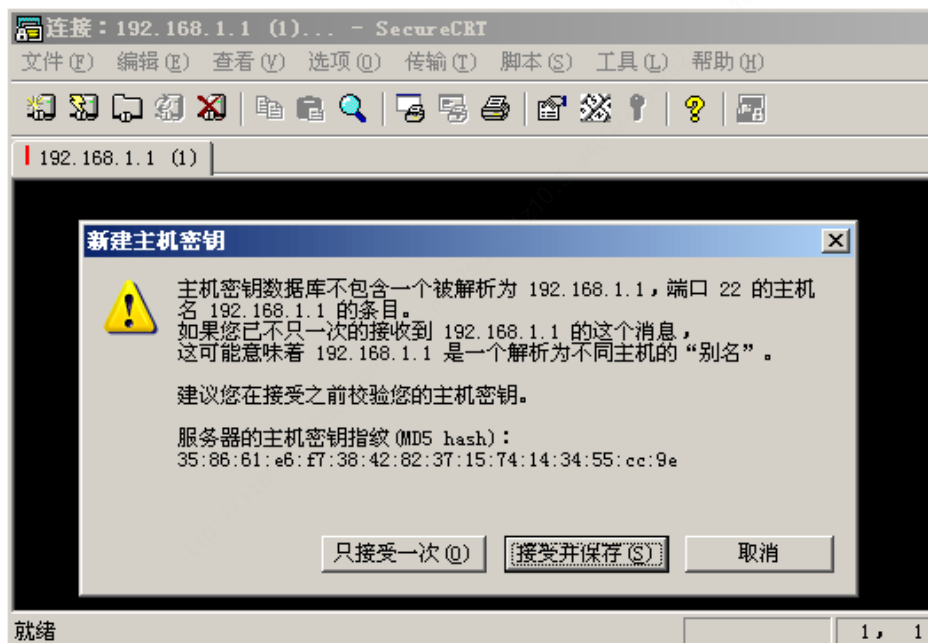 连接：192.168.1.1 (1)... - SecureCRT
文件(F) 编辑(E) 查看(V) 选项(O) 传输(T) 脚本(S) 工具(L) 帮助(H)
192.168.1.1 (1)
新建主机密钥
主机密钥数据库不包含一个被解析为 192.168.1.1，端口 22 的主机
名 192.168.1.1 的条目。
如果您已不只一次的接收到 192.168.1.1 的这个消息，
这可能意味着 192.168.1.1 是一个解析为不同主机的“别名”。
建议您在接受之前校验您的主机密钥。
服务器的主机密钥指纹(MD5 hash)：
35:86:61:e6:f7:38:42:82:37:15:74:14:34:55:cc:9e
只接受一次(O) 接受并保存(S) 取消
就绪 1, 1